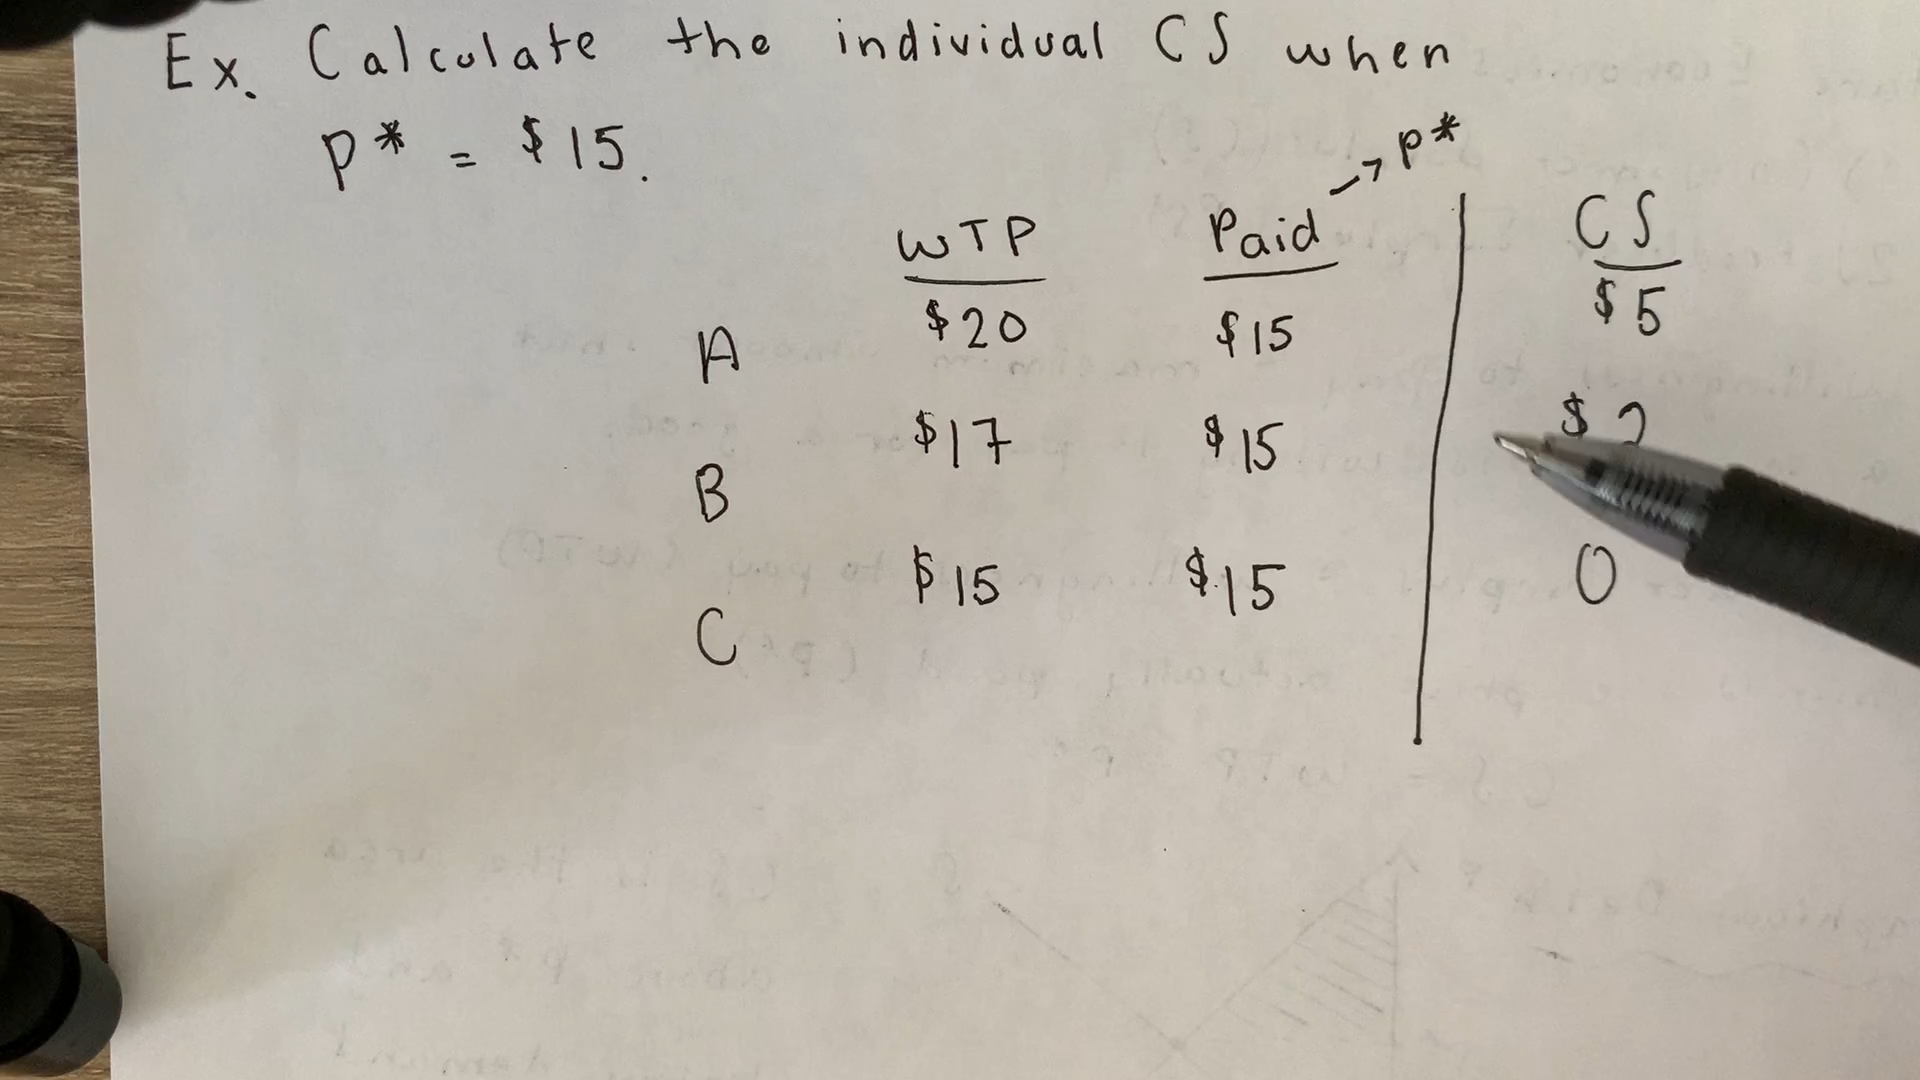 Ex. Calculate the individual CS when
P* = $15.
→ P*
WTP Paid CS
A $20 $15 $5
B $17 $15 $
C $15 $15 0